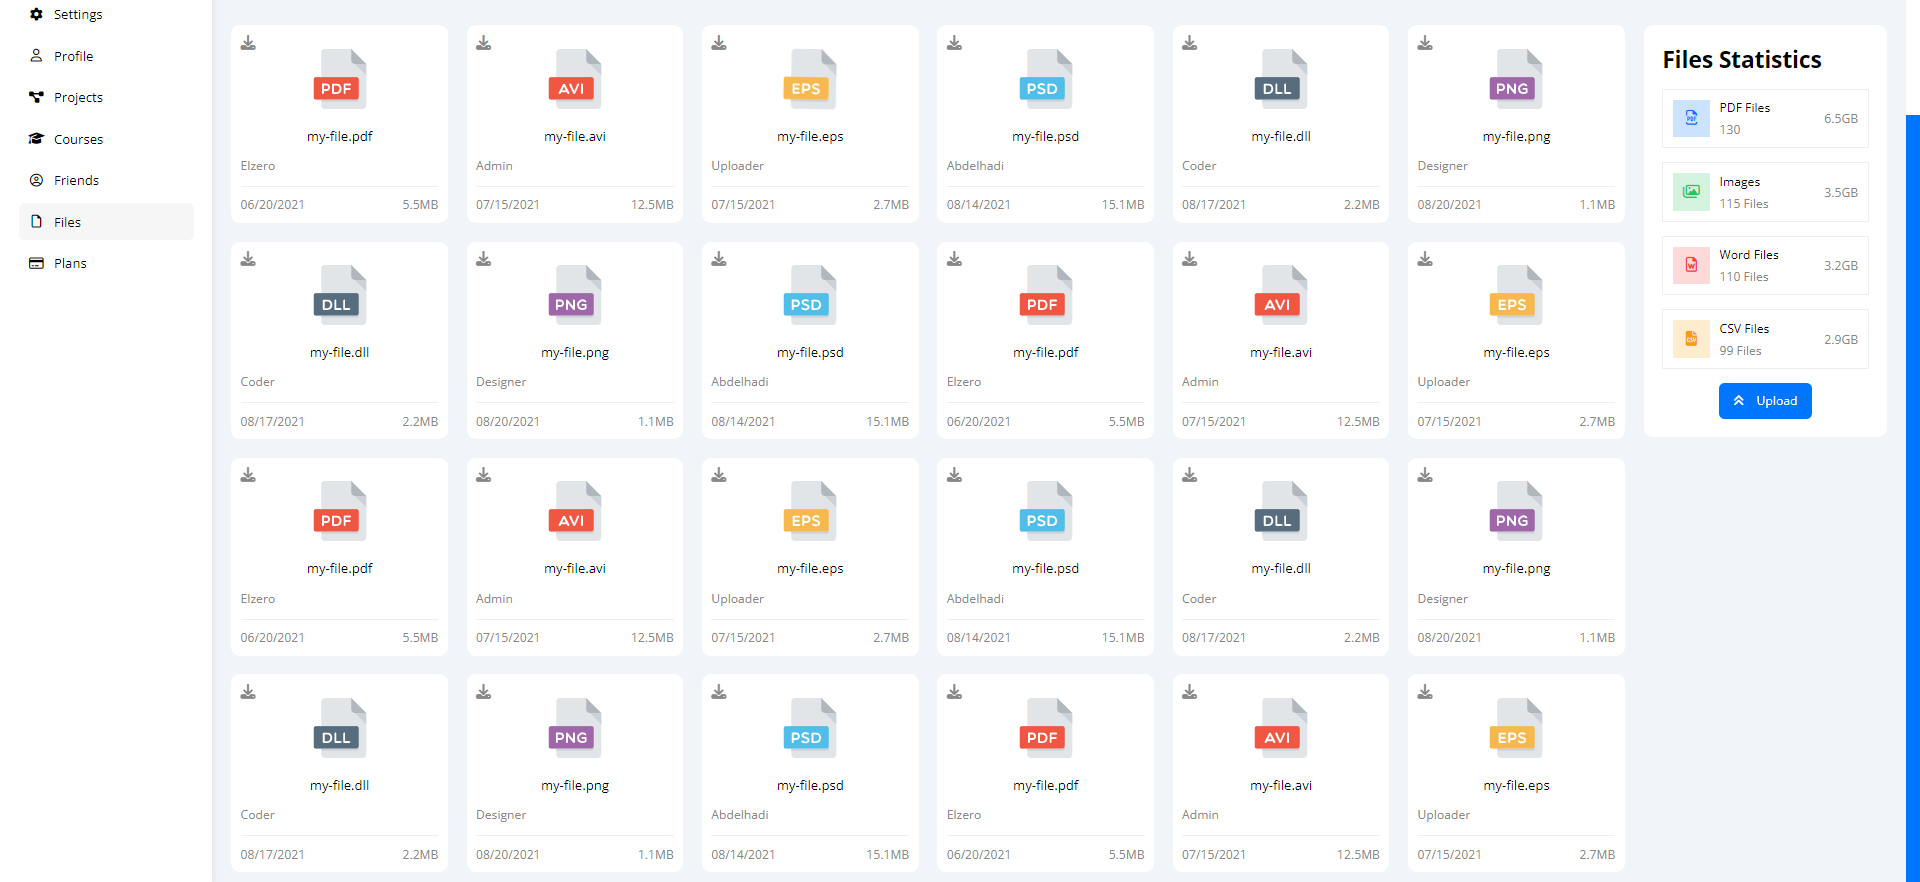 Settings
Profile
Projects
Courses
Friends
Files
Plans
PDF
my-file.pdf
Elzero
06/20/2021 5.5MB
AVI
my-file.avi
Admin
07/15/2021 12.5MB
EPS
my-file.eps
Uploader
07/15/2021 2.7MB
PSD
my-file.psd
Abdelhadi
08/14/2021 15.1MB
DLL
my-file.dll
Coder
08/17/2021 2.2MB
PNG
my-file.png
Designer
08/20/2021 1.1MB
DLL
my-file.dll
Coder
08/17/2021 2.2MB
PNG
my-file.png
Designer
08/20/2021 1.1MB
PSD
my-file.psd
Abdelhadi
08/14/2021 15.1MB
PDF
my-file.pdf
Elzero
06/20/2021 5.5MB
AVI
my-file.avi
Admin
07/15/2021 12.5MB
EPS
my-file.eps
Uploader
07/15/2021 2.7MB
PDF
my-file.pdf
Elzero
06/20/2021 5.5MB
AVI
my-file.avi
Admin
07/15/2021 12.5MB
EPS
my-file.eps
Uploader
07/15/2021 2.7MB
PSD
my-file.psd
Abdelhadi
08/14/2021 15.1MB
DLL
my-file.dll
Coder
08/17/2021 2.2MB
PNG
my-file.png
Designer
08/20/2021 1.1MB
DLL
my-file.dll
Coder
08/17/2021 2.2MB
PNG
my-file.png
Designer
08/20/2021 1.1MB
PSD
my-file.psd
Abdelhadi
08/14/2021 15.1MB
PDF
my-file.pdf
Elzero
06/20/2021 5.5MB
AVI
my-file.avi
Admin
07/15/2021 12.5MB
EPS
my-file.eps
Uploader
07/15/2021 2.7MB
Files Statistics
PDF
PDF Files
130
6.5GB
Images
115 Files
3.5GB
W
Word Files
110 Files
3.2GB
CSV
CSV Files
99 Files
2.9GB
Upload